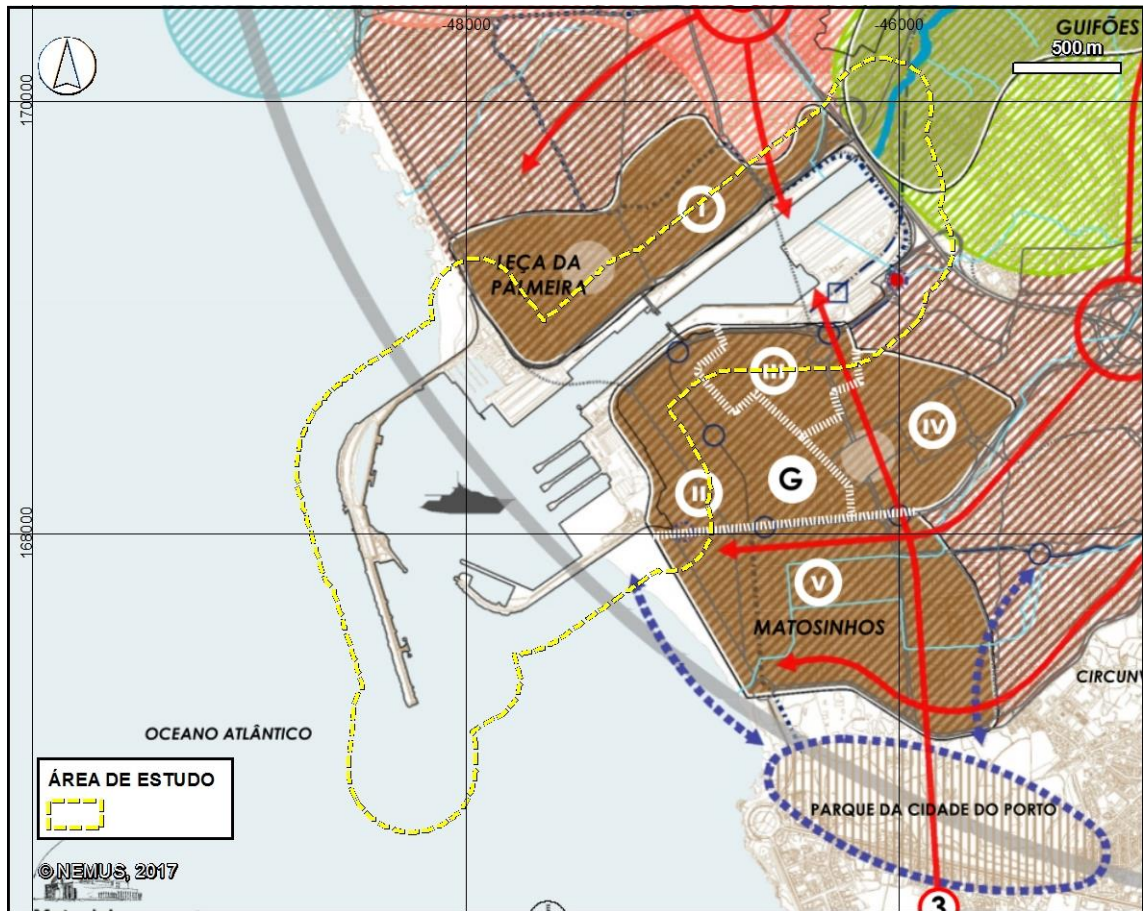 -48000
-46000
GUIFÕES
500 m
170000
I
LEÇA DA
PALMEIRA
III
IV
II
G
168000
V
MATOSINHOS
CIRCUNV
OCEANO ATLÂNTICO
ÁREA DE ESTUDO
PARQUE DA CIDADE DO PORTO
© NEMUS, 2017
3